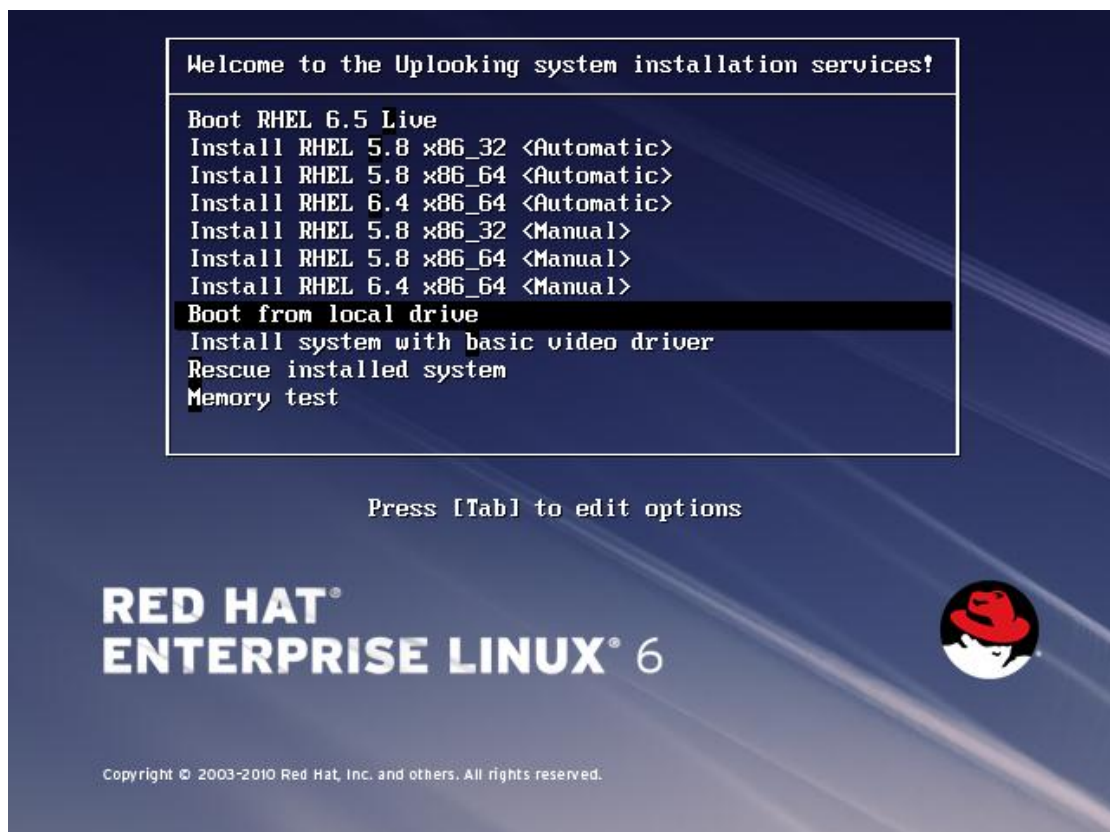 Welcome to the Uplooking system installation services!
Boot RHEL 6.5 Live
Install RHEL 5.8 x86_32 <Automatic>
Install RHEL 5.8 x86_64 <Automatic>
Install RHEL 6.4 x86_64 <Automatic>
Install RHEL 5.8 x86_32 <Manual>
Install RHEL 5.8 x86_64 <Manual>
Install RHEL 6.4 x86_64 <Manual>
Boot from local drive
Install system with basic video driver
Rescue installed system
Memory test
Press [Tab] to edit options
RED HAT®
ENTERPRISE LINUX® 6
Copyright © 2003-2010 Red Hat, Inc. and others. All rights reserved.